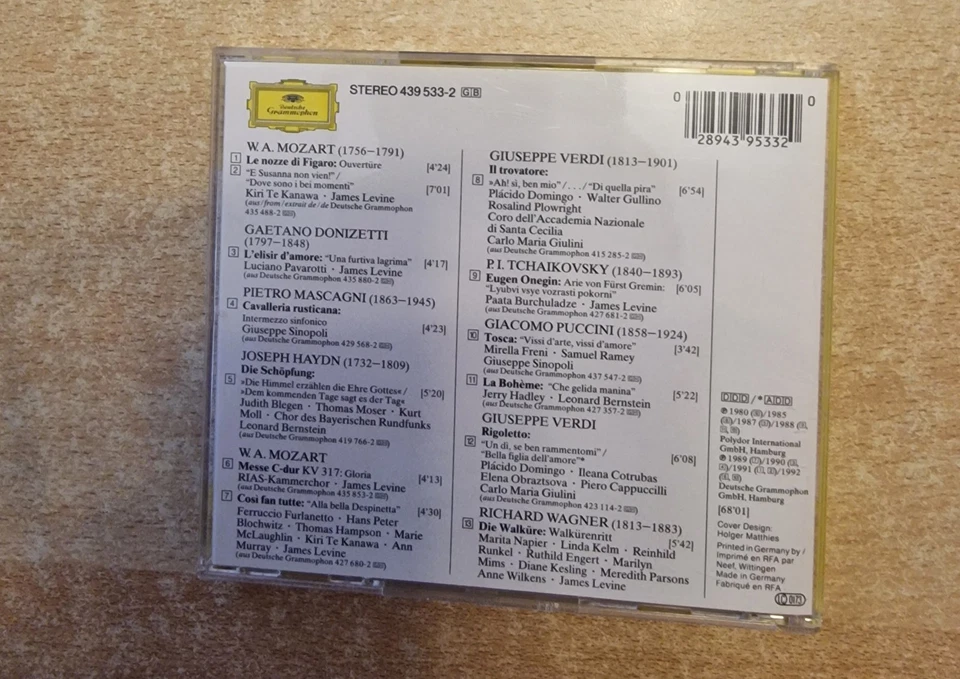 Deutsche
Grammophon
STEREO 439 533-2 GB
0 28943 95332 0
W. A. MOZART (1756–1791)
1 Le nozze di Figaro: Ouvertüre [4'24]
2 "E Susanna non vien!" /
"Dove sono i bei momenti" [7'01]
Kiri Te Kanawa · James Levine
(aus/from/extrait de/de Deutsche Grammophon
435 488-2)
GAETANO DONIZETTI
(1797–1848)
3 L'elisir d'amore: "Una furtiva lagrima" [4'17]
Luciano Pavarotti · James Levine
(aus Deutsche Grammophon 435 880-2)
PIETRO MASCAGNI (1863–1945)
4 Cavalleria rusticana:
Intermezzo sinfonico [4'23]
Giuseppe Sinopoli
(aus Deutsche Grammophon 429 568-2)
JOSEPH HAYDN (1732–1809)
Die Schöpfung:
5 »Die Himmel erzählen die Ehre Gottes« / [5'20]
»Dem kommenden Tage sagt es der Tag«
Judith Blegen · Thomas Moser · Kurt
Moll · Chor des Bayerischen Rundfunks
Leonard Bernstein
(aus Deutsche Grammophon 419 766-2)
W. A. MOZART
6 Messe C-dur KV 317: Gloria [4'13]
RIAS-Kammerchor · James Levine
(aus Deutsche Grammophon 435 853-2)
7 Così fan tutte: "Alla bella Despinetta" [4'30]
Ferruccio Furlanetto · Hans Peter
Blochwitz · Thomas Hampson · Marie
McLaughlin · Kiri Te Kanawa · Ann
Murray · James Levine
(aus Deutsche Grammophon 427 680-2)
GIUSEPPE VERDI (1813–1901)
Il trovatore:
8 »Ah! sì, ben mio" / . . . / "Di quella pira" [6'54]
Plácido Domingo · Walter Gullino
Rosalind Plowright
Coro dell'Accademia Nazionale
di Santa Cecilia
Carlo Maria Giulini
(aus Deutsche Grammophon 415 285-2)
P. I. TCHAIKOVSKY (1840–1893)
9 Eugen Onegin: Arie von Fürst Gremin: [6'05]
"Lyubvi vsye vozrasti pokorni"
Paata Burchuladze · James Levine
(aus Deutsche Grammophon 427 681-2)
GIACOMO PUCCINI (1858–1924)
10 Tosca: "Vissi d'arte, vissi d'amore" [3'42]
Mirella Freni · Samuel Ramey
Giuseppe Sinopoli
(aus Deutsche Grammophon 437 547-2)
11 La Bohème: "Che gelida manina" [5'22]
Jerry Hadley · Leonard Bernstein
(aus Deutsche Grammophon 427 357-2)
GIUSEPPE VERDI
Rigoletto:
12 "Un dì, se ben rammentomi" / [6'08]
"Bella figlia dell'amore"*
Plácido Domingo · Ileana Cotrubas
Elena Obraztsova · Piero Cappuccilli
Carlo Maria Giulini
(aus Deutsche Grammophon 423 114-2)
RICHARD WAGNER (1813–1883)
13 Die Walküre: Walkürenritt [5'42]
Marita Napier · Linda Kelm · Reinhild
Runkel · Ruthild Engert · Marilyn
Mims · Diane Kesling · Meredith Parsons
Anne Wilkens · James Levine
DDD / *ADD
℗ 1980 /1985
/1987 /1988
Polydor International
GmbH, Hamburg
℗ 1989 /1990
/1991 /1992
Deutsche Grammophon
GmbH, Hamburg
[68'01]
Cover Design:
Holger Matthies
Printed in Germany by /
Imprimé en RFA par
Neef, Wittingen
Made in Germany
Fabriqué en RFA